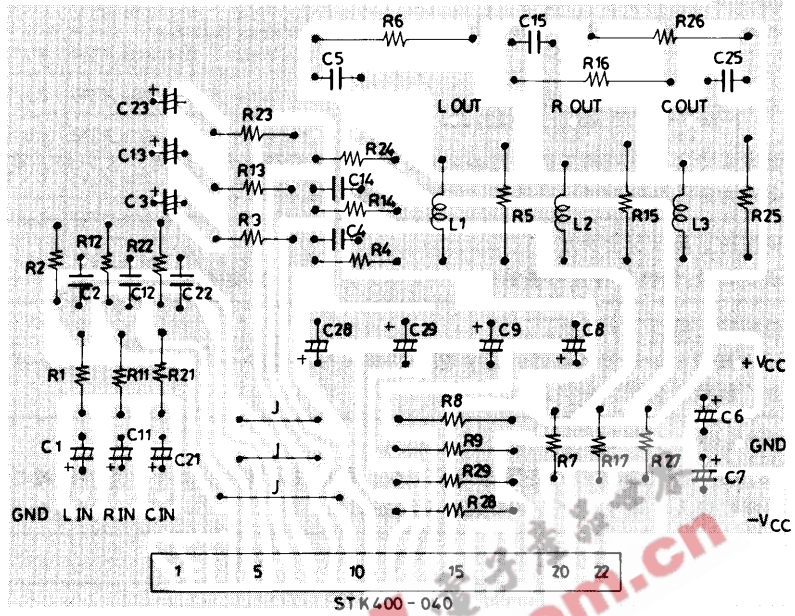 R6 C15 R26
C5 R16 C25
L OUT R OUT C OUT
C23
R23
C13 R24
R13 C14
C3 R14
R3 C4 L1 R5 L2 R15 L3 R25
R2 R12 R22 R4
C2 C12 C22
C28 C29 C9 C8
R1 R11 R21 +VCC
J R8 C6
C1 C11 C21 J R9 R7 R17 R27 GND
J R29 C7
R28
GND L IN R IN C IN -VCC
1 5 10 15 20 22
STK400-040
om.cn